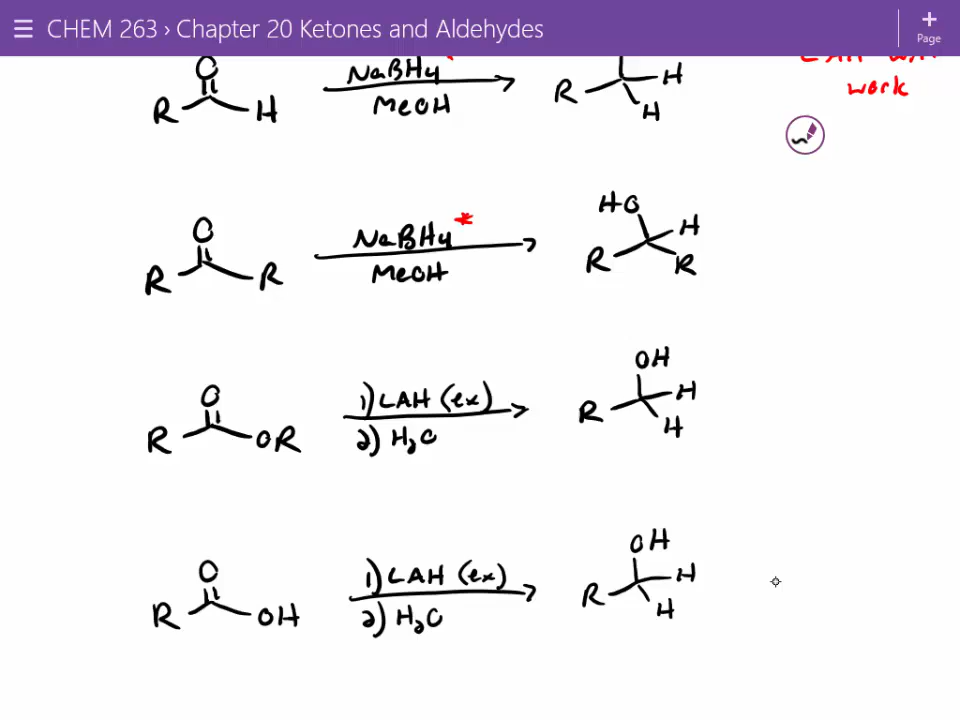 ☰ CHEM 263 › Chapter 20 Ketones and Aldehydes
+
Page
work
O
R H
NaBH4*
MeOH
R H
H
O
R R
NaBH4*
MeOH
HO
H
R R
O
R OR
1) LAH (ex)
2) H2O
OH
R H
H
O
R OH
1) LAH (ex)
2) H2O
OH
R H
H